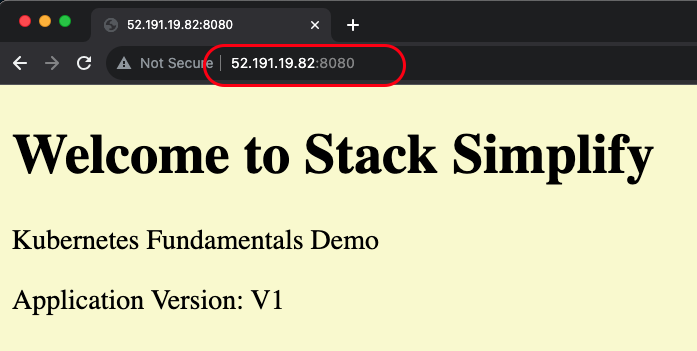 52.191.19.82:8080
Not Secure 52.191.19.82:8080
Welcome to Stack Simplify
Kubernetes Fundamentals Demo
Application Version: V1